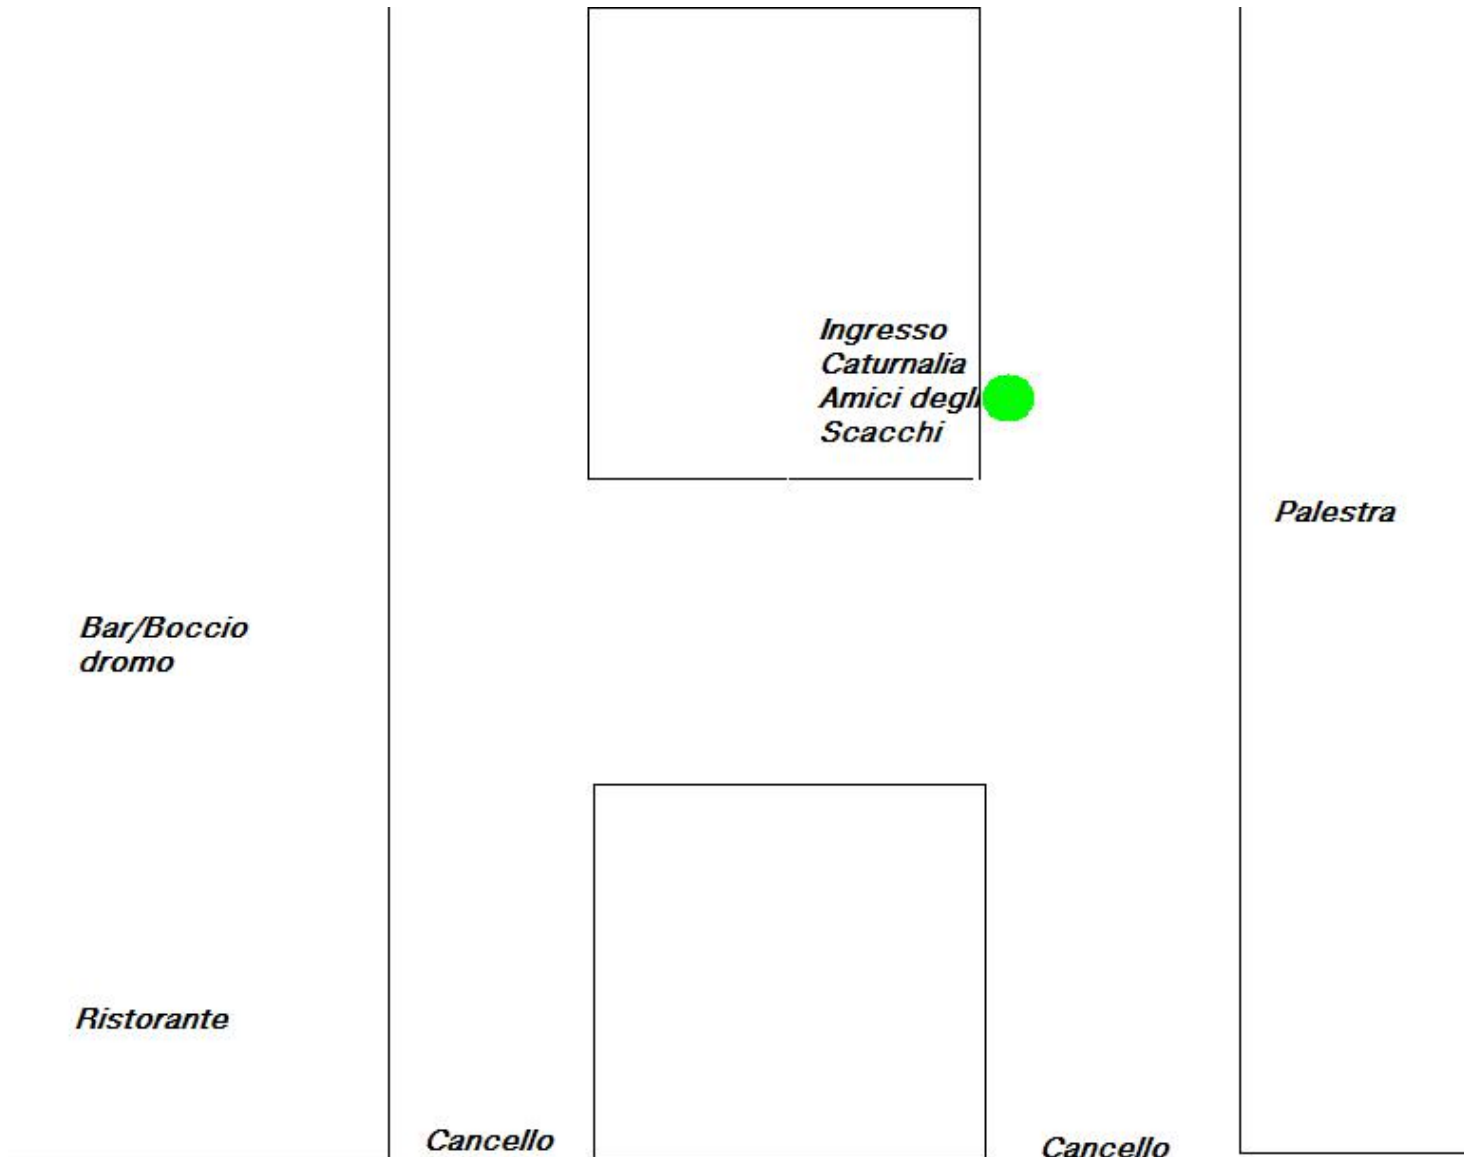 Ingresso
Caturnalia
Amici degli
Scacchi
Palestra
Bar/Boccio
dromo
Ristorante
Cancello
Cancello